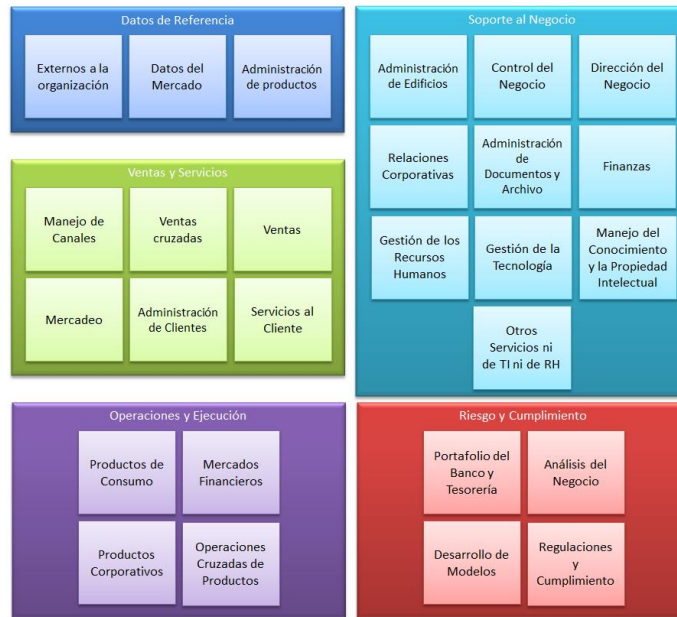 Datos de Referencia
Externos a la
organización
Datos del
Mercado
Administración
de productos
Ventas y Servicios
Manejo de
Canales
Ventas
cruzadas
Ventas
Mercadeo
Administración
de Clientes
Servicios al
Cliente
Soporte al Negocio
Administración
de Edificios
Control del
Negocio
Dirección del
Negocio
Relaciones
Corporativas
Administración
de
Documentos y
Archivo
Finanzas
Gestión de los
Recursos
Humanos
Gestión de la
Tecnología
Manejo del
Conocimiento
y la Propiedad
Intelectual
Otros
Servicios ni
de TI ni de RH
Operaciones y Ejecución
Productos de
Consumo
Mercados
Financieros
Productos
Corporativos
Operaciones
Cruzadas de
Productos
Riesgo y Cumplimiento
Portafolio del
Banco y
Tesorería
Análisis del
Negocio
Desarrollo de
Modelos
Regulaciones
y
Cumplimiento